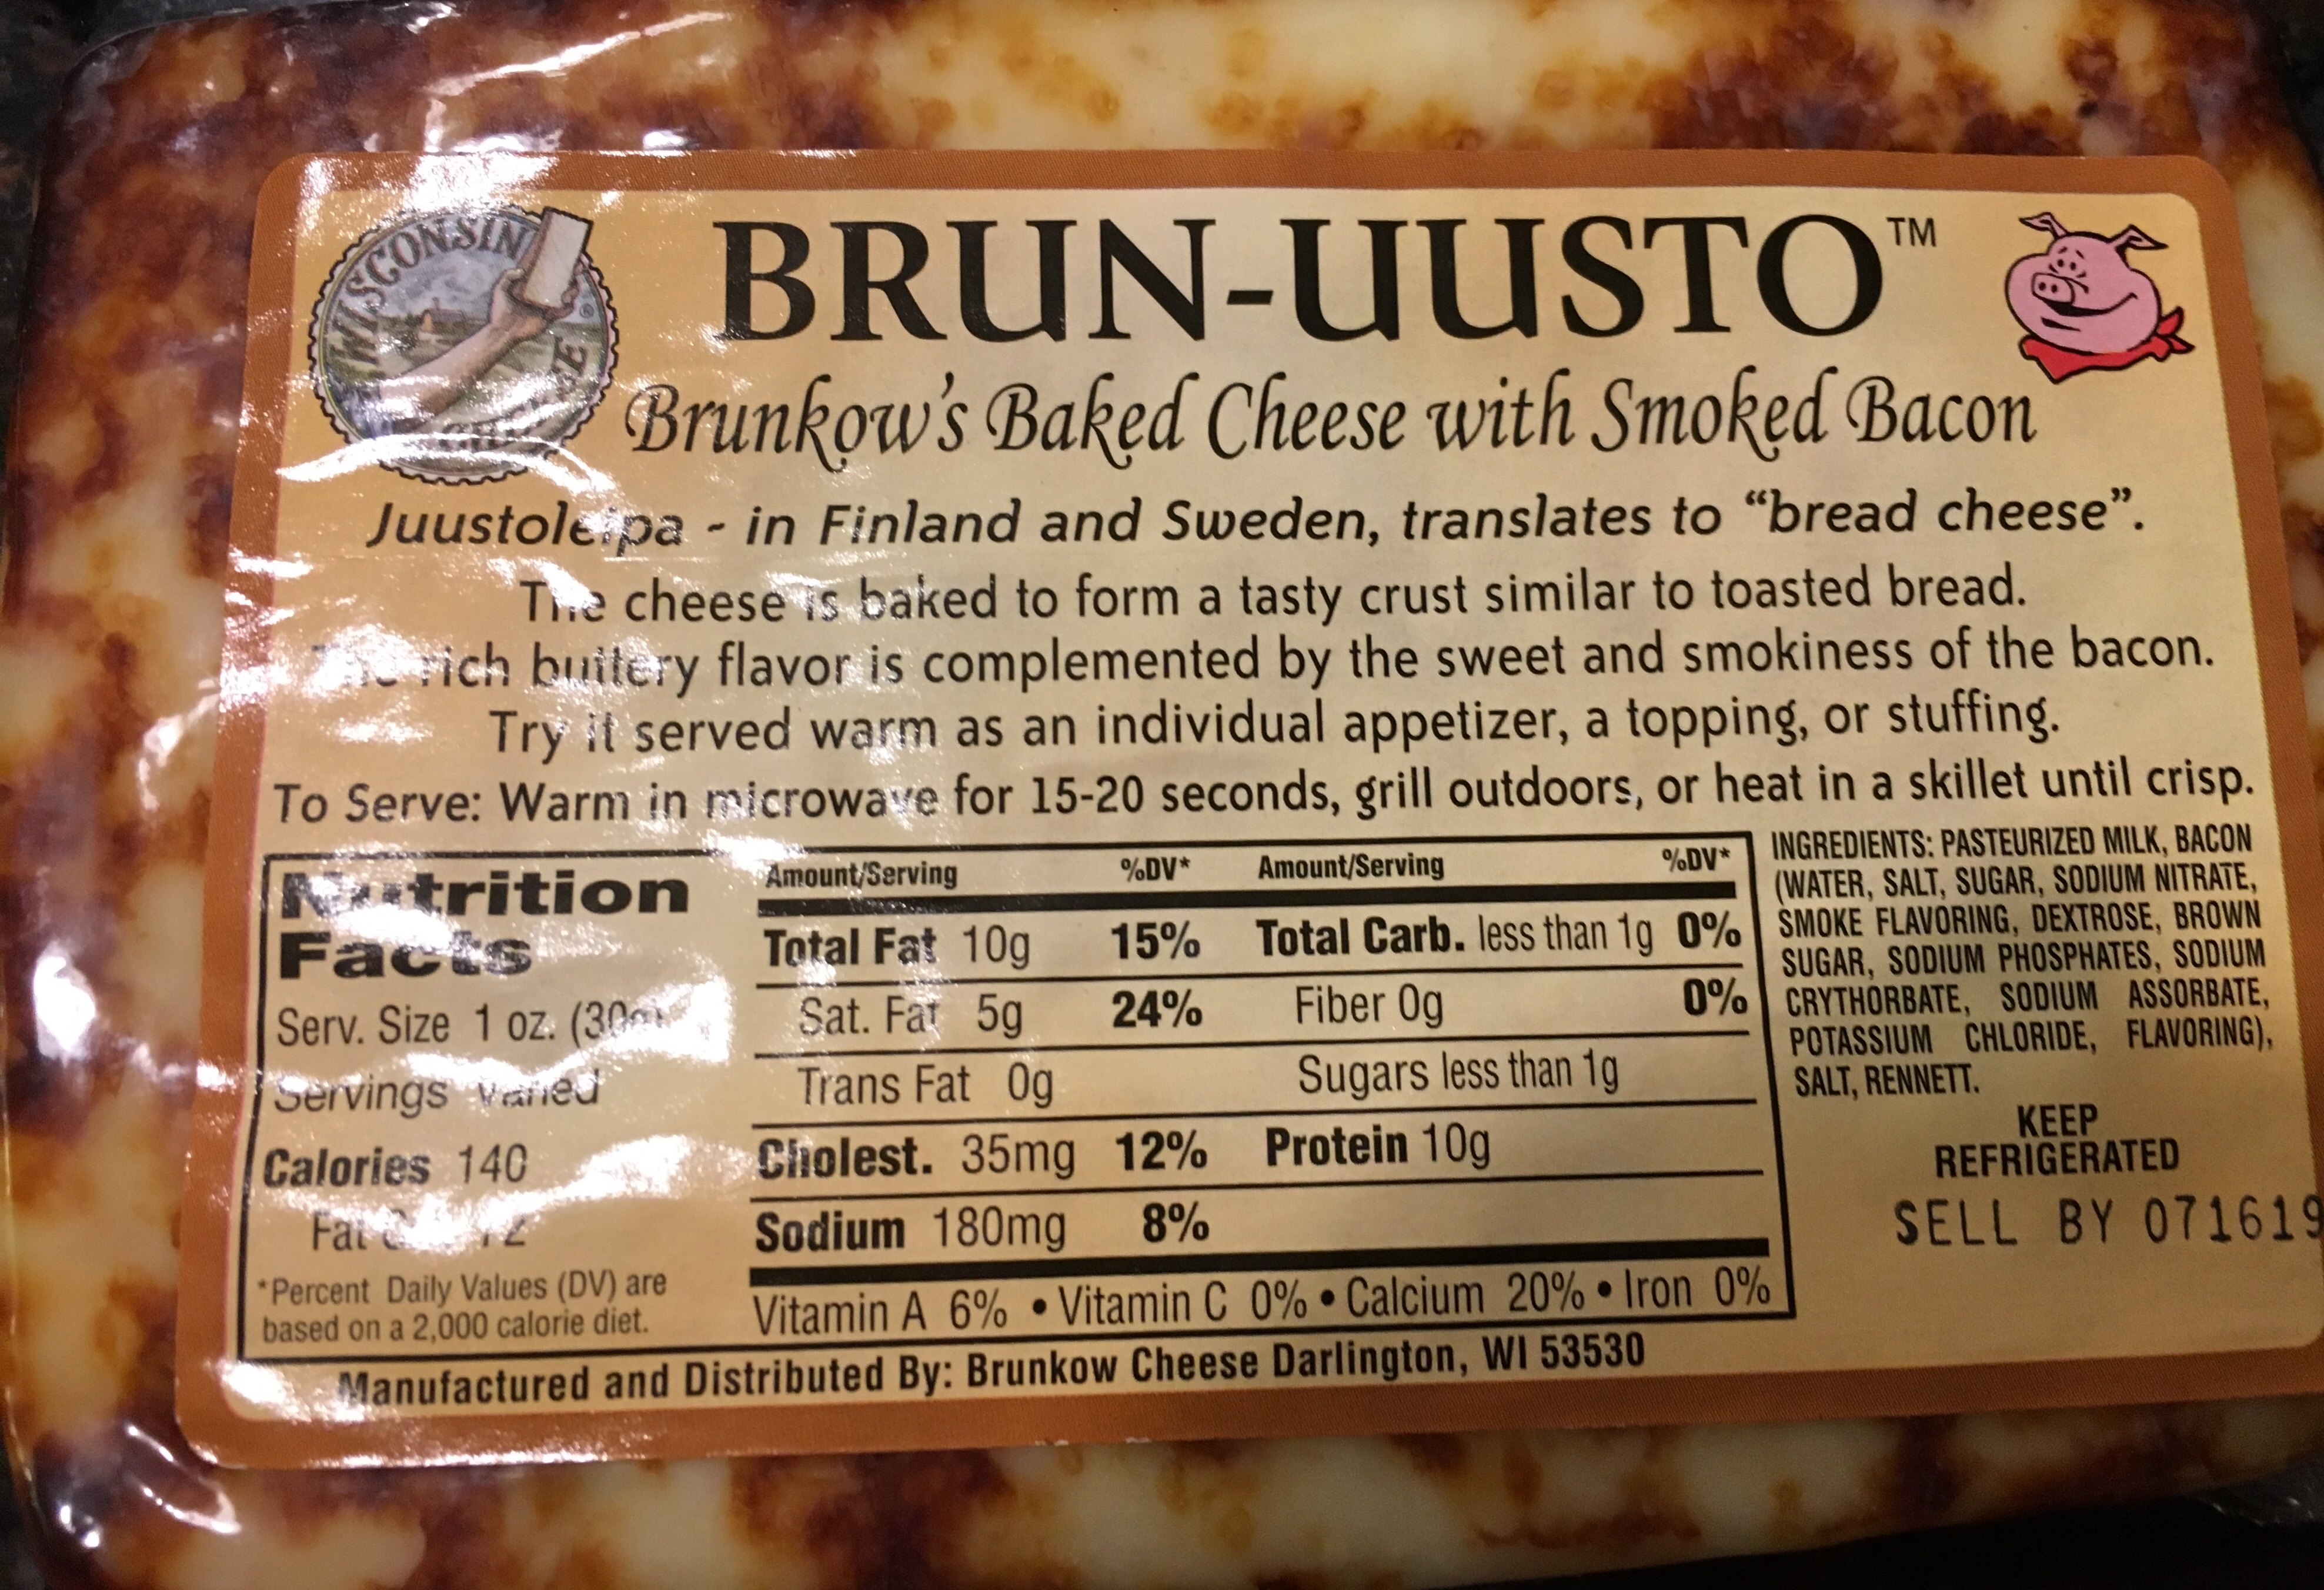 WISCONSIN
BRUN-UUSTO™
Brunkow's Baked Cheese with Smoked Bacon
Juustoleipa - in Finland and Sweden, translates to “bread cheese”.
The cheese is baked to form a tasty crust similar to toasted bread.
The rich buttery flavor is complemented by the sweet and smokiness of the bacon.
Try it served warm as an individual appetizer, a topping, or stuffing.
To Serve: Warm in microwave for 15-20 seconds, grill outdoors, or heat in a skillet until crisp.
Nutrition
Facts
Serv. Size 1 oz. (30g)
Servings varied
Calories 140
Fat
*Percent Daily Values (DV) are
based on a 2,000 calorie diet.
Amount/Serving %DV* Amount/Serving %DV*
Total Fat 10g 15% Total Carb. less than 1g 0%
Sat. Fat 5g 24% Fiber 0g 0%
Trans Fat 0g Sugars less than 1g
Cholest. 35mg 12% Protein 10g
Sodium 180mg 8%
Vitamin A 6% • Vitamin C 0% • Calcium 20% • Iron 0%
INGREDIENTS: PASTEURIZED MILK, BACON
(WATER, SALT, SUGAR, SODIUM NITRATE,
SMOKE FLAVORING, DEXTROSE, BROWN
SUGAR, SODIUM PHOSPHATES, SODIUM
CRYTHORBATE, SODIUM ASSORBATE,
POTASSIUM CHLORIDE, FLAVORING),
SALT, RENNETT.
KEEP
REFRIGERATED
SELL BY 071619
Manufactured and Distributed By: Brunkow Cheese Darlington, WI 53530